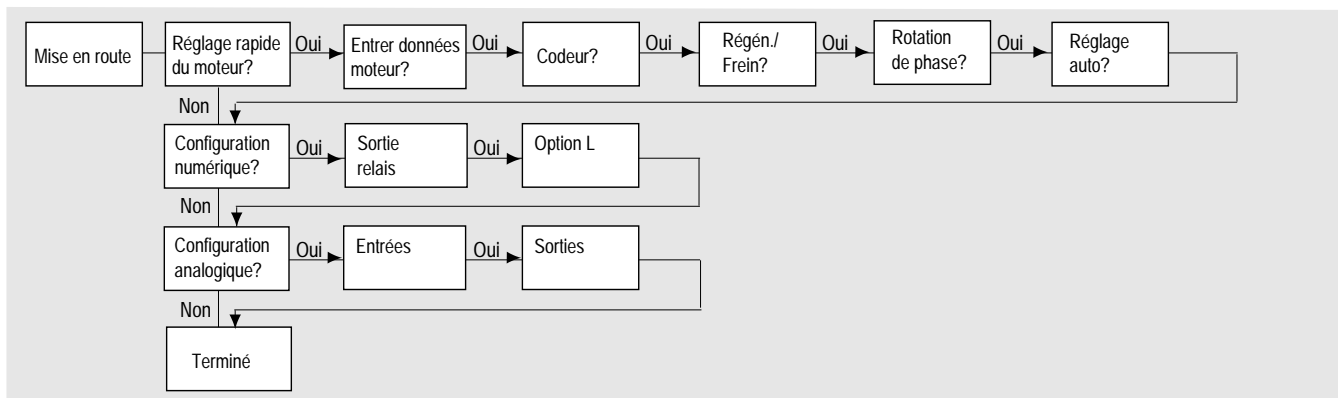 Mise en route
Réglage rapide
du moteur?
Oui
Entrer données
moteur?
Oui
Codeur?
Oui
Régén./
Frein?
Oui
Rotation
de phase?
Oui
Réglage
auto?
Non
Configuration
numérique?
Oui
Sortie
relais
Oui
Option L
Non
Configuration
analogique?
Oui
Entrées
Oui
Sorties
Non
Terminé